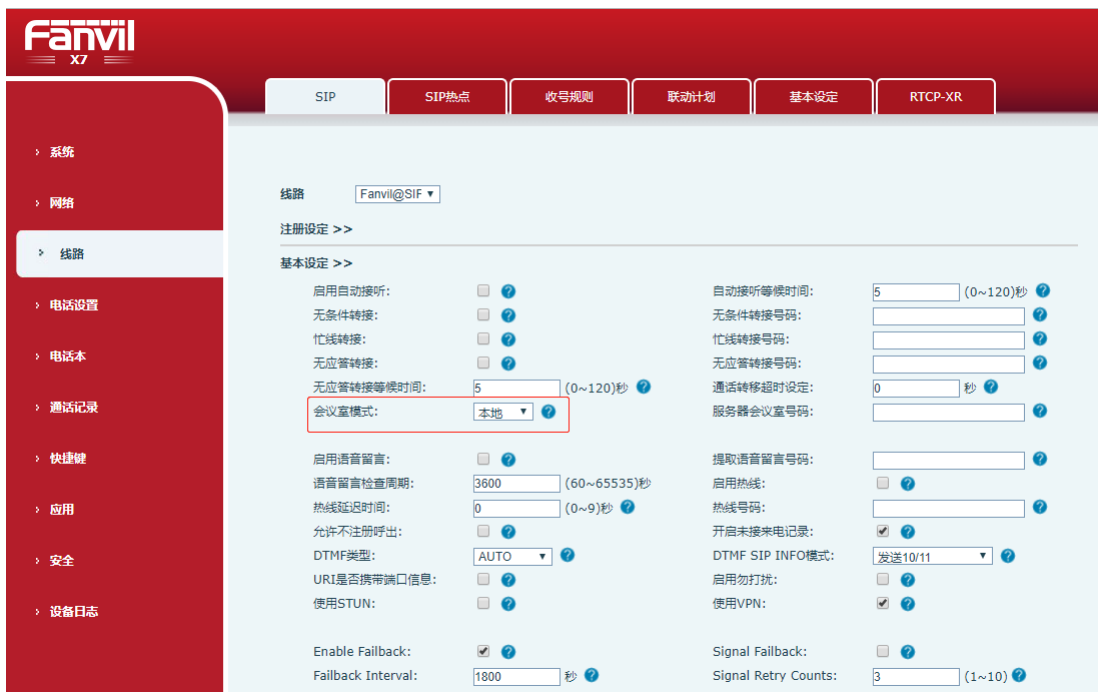 Fanvil
X7
SIP SIP热点 收号规则 联动计划 基本设定 RTCP-XR
› 系统
› 网络
› 线路
› 电话设置
› 电话本
› 通话记录
› 快捷键
› 应用
› 安全
› 设备日志
线路 Fanvil@SIF
注册设定 >>
基本设定 >>
启用自动接听: 自动接听等候时间: 5 (0~120)秒
无条件转接: 无条件转接号码:
忙线转接: 忙线转接号码:
无应答转接: 无应答转接号码:
无应答转接等候时间: 5 (0~120)秒 通话转移超时设定: 0 秒
会议室模式: 本地 服务器会议室号码:
启用语音留言: 提取语音留言号码:
语音留言检查周期: 3600 (60~65535)秒 启用热线:
热线延迟时间: 0 (0~9)秒 热线号码:
允许不注册呼出: 开启未接来电记录:
DTMF类型: AUTO DTMF SIP INFO模式: 发送10/11
URI是否携带端口信息: 启用勿打扰:
使用STUN: 使用VPN:
Enable Failback: Signal Failback:
Failback Interval: 1800 秒 Signal Retry Counts: 3 (1~10)